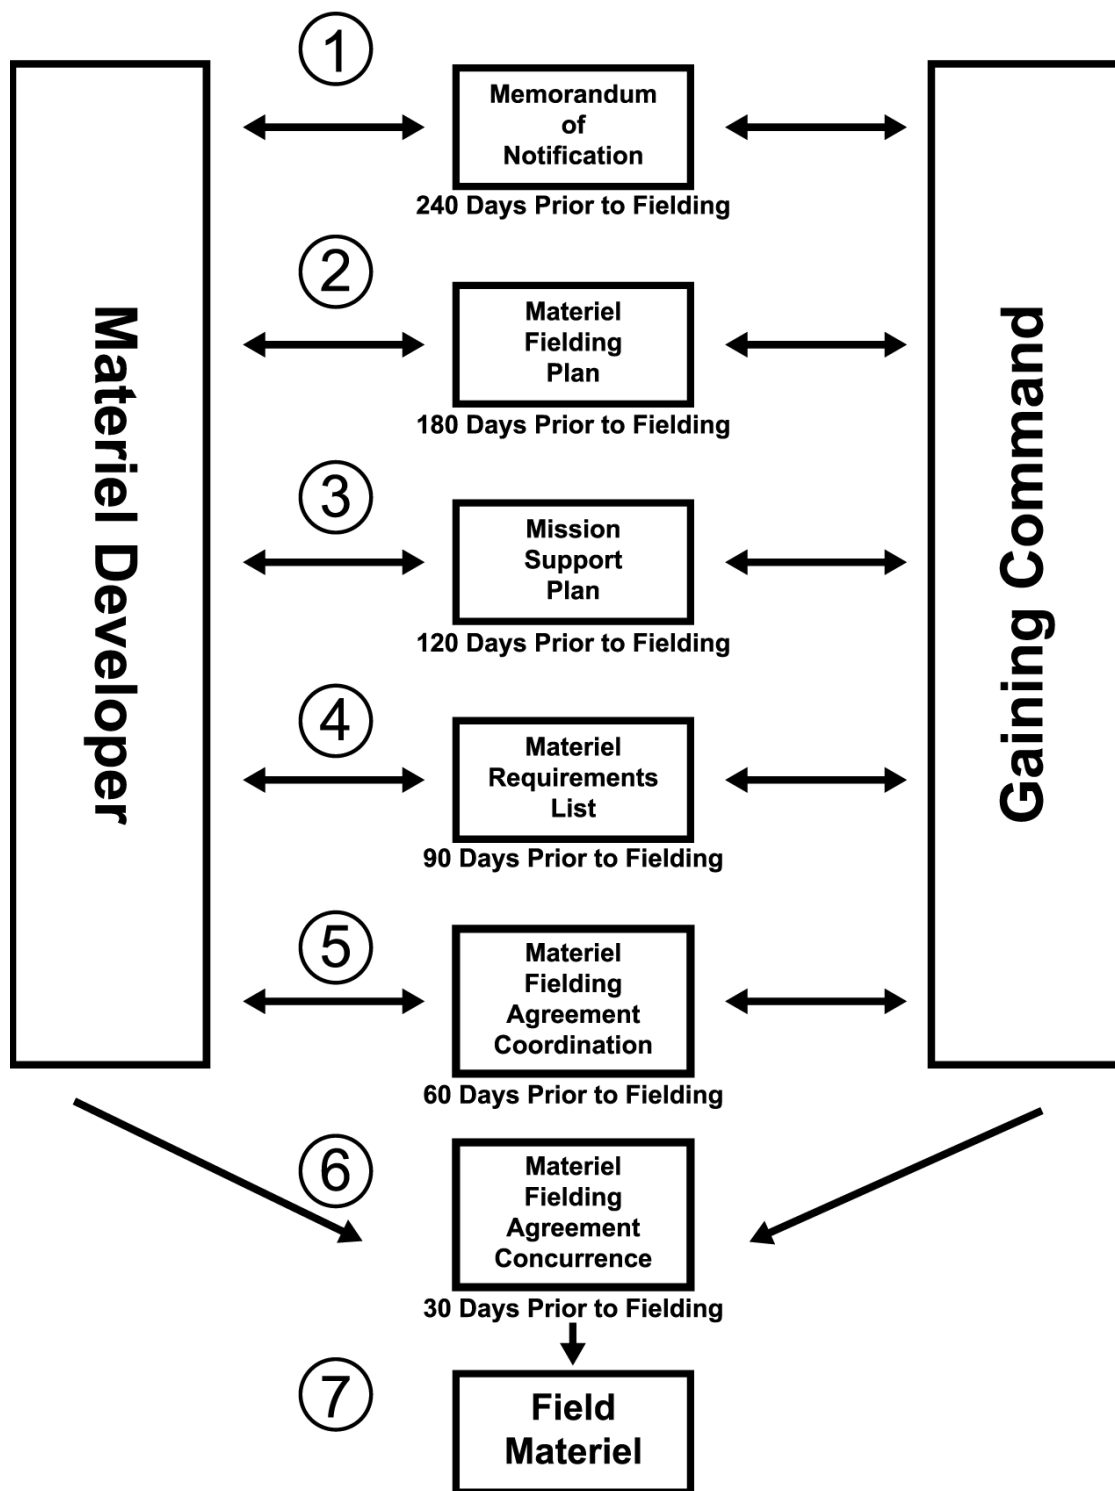 1
Memorandum
of
Notification
240 Days Prior to Fielding
2
Materiel
Fielding
Plan
180 Days Prior to Fielding
3
Mission
Support
Plan
120 Days Prior to Fielding
4
Materiel
Requirements
List
90 Days Prior to Fielding
5
Materiel
Fielding
Agreement
Coordination
60 Days Prior to Fielding
6
Materiel
Fielding
Agreement
Concurrence
30 Days Prior to Fielding
7
Field
Materiel
Materiel Developer
Gaining Command